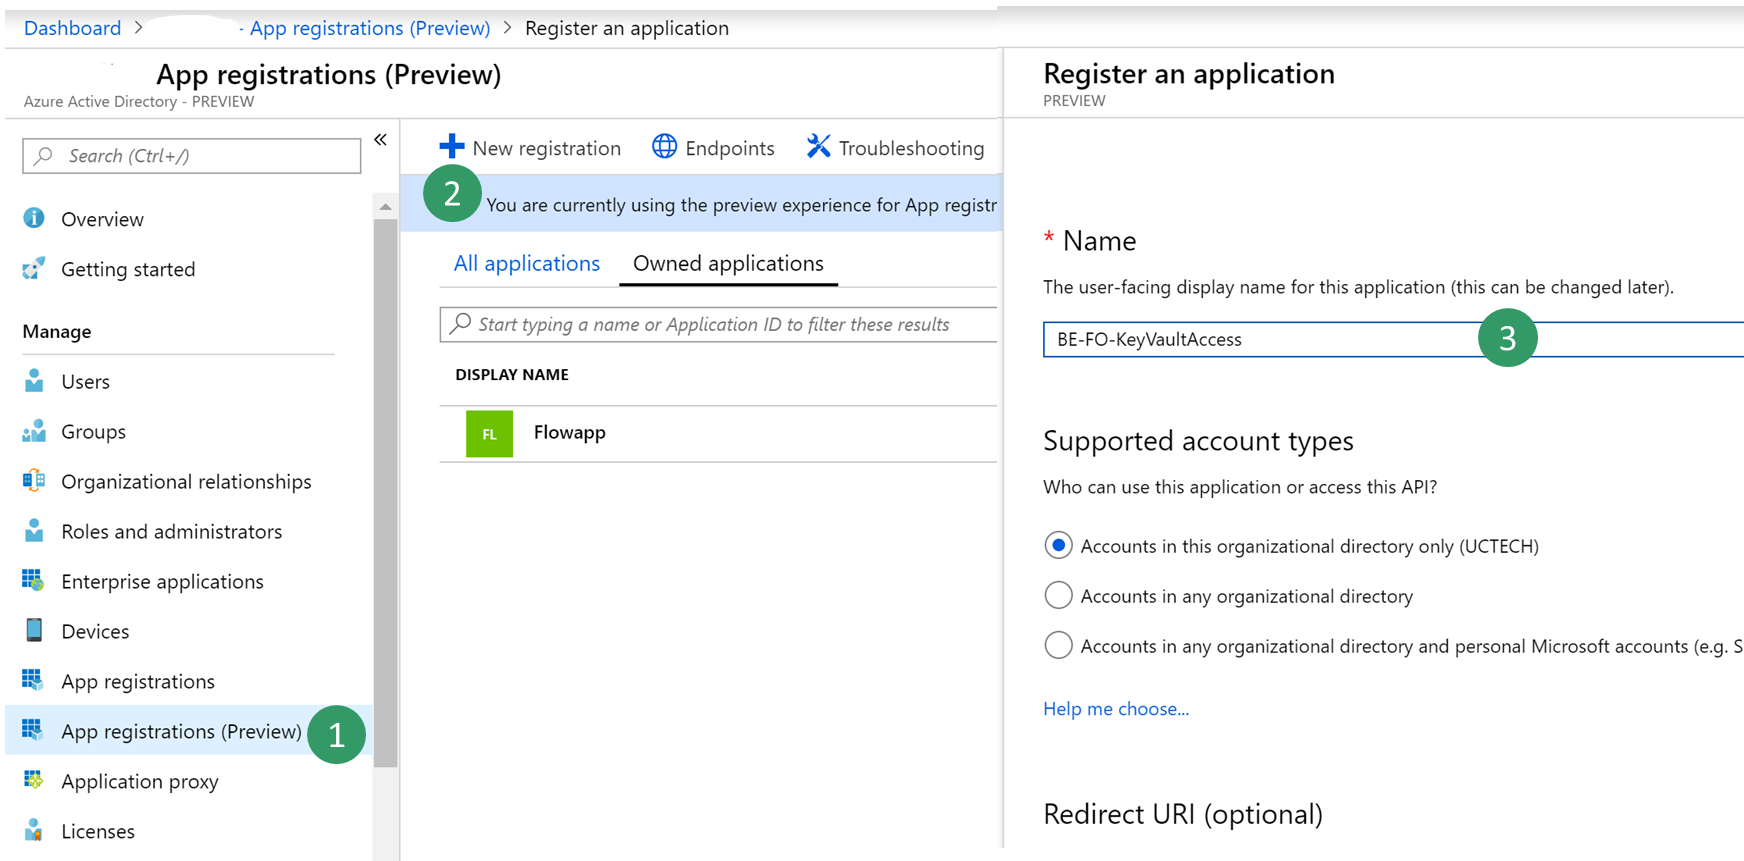 Dashboard > - App registrations (Preview) > Register an application
App registrations (Preview)
Azure Active Directory - PREVIEW
Search (Ctrl+/)
«
Overview
Getting started
Manage
Users
Groups
Organizational relationships
Roles and administrators
Enterprise applications
Devices
App registrations
App registrations (Preview) 1
Application proxy
Licenses
New registration Endpoints Troubleshooting
2
You are currently using the preview experience for App registr
All applications Owned applications
Start typing a name or Application ID to filter these results
DISPLAY NAME
FL Flowapp
Register an application
PREVIEW
* Name
The user-facing display name for this application (this can be changed later).
BE-FO-KeyVaultAccess 3
Supported account types
Who can use this application or access this API?
Accounts in this organizational directory only (UCTECH)
Accounts in any organizational directory
Accounts in any organizational directory and personal Microsoft accounts (e.g. S
Help me choose...
Redirect URI (optional)